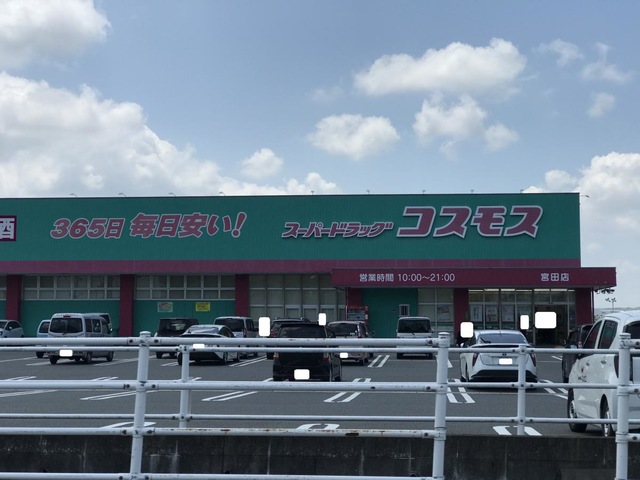 酒
365日 毎日安い!
スーパードラッグ コスモス
営業時間 10:00〜21:00 宮田店